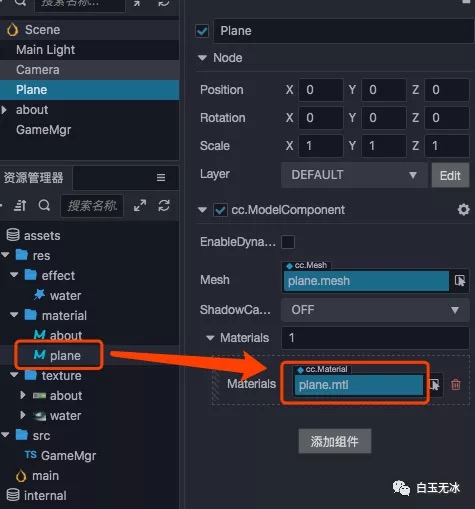 搜索名称
Scene
Main Light
Camera
Plane
about
GameMgr
资源管理器
搜索名称.
assets
res
effect
water
material
about
plane
texture
about
water
src
TS GameMgr
main
internal
Plane
Node
Position X 0 Y 0 Z 0
Rotation X 0 Y 0 Z 0
Scale X 1 Y 1 Z 1
Layer DEFAULT Edit
cc.ModelComponent
EnableDyna...
cc.Mesh
Mesh plane.mesh
ShadowCa... OFF
Materials 1
cc.Material
Materials plane.mtl
添加组件
白玉无冰